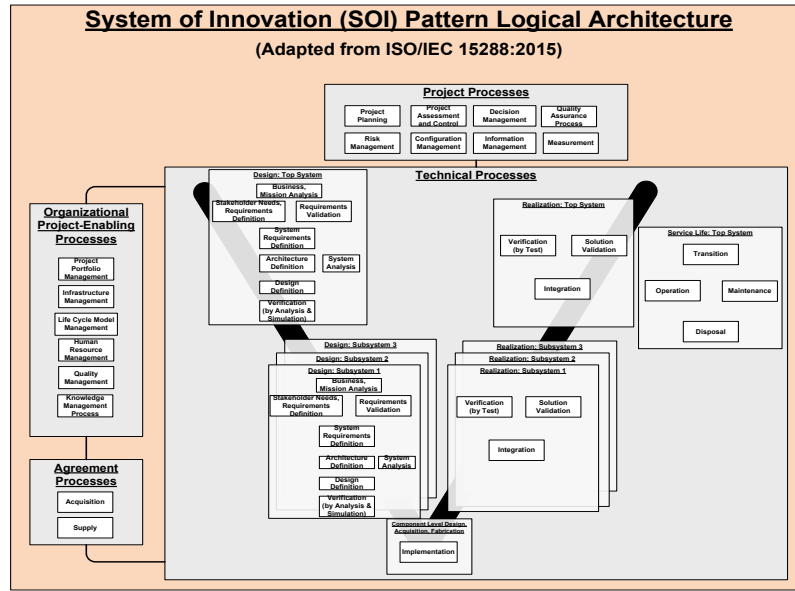 System of Innovation (SOI) Pattern Logical Architecture
(Adapted from ISO/IEC 15288:2015)
Project Processes
Project
Planning
Project
Assessment
and Control
Decision
Management
Quality
Assurance
Process
Risk
Management
Configuration
Management
Information
Management
Measurement
Technical Processes
Design: Top System
Business,
Mission Analysis
Stakeholder Needs,
Requirements
Definition
Requirements
Validation
System
Requirements
Definition
Architecture
Definition
System
Analysis
Design
Definition
Verification
(by Analysis &
Simulation)
Realization: Top System
Verification
(by Test)
Solution
Validation
Integration
Service Life: Top System
Transition
Operation
Maintenance
Disposal
Organizational
Project-Enabling
Processes
Project
Portfolio
Management
Infrastructure
Management
Life Cycle Model
Management
Human
Resource
Management
Quality
Management
Knowledge
Management
Process
Agreement
Processes
Acquisition
Supply
Design: Subsystem 3
Design: Subsystem 2
Design: Subsystem 1
Business,
Mission Analysis
Stakeholder Needs,
Requirements
Definition
Requirements
Validation
System
Requirements
Definition
Architecture
Definition
System
Analysis
Design
Definition
Verification
(by Analysis &
Simulation)
Realization: Subsystem 3
Realization: Subsystem 2
Realization: Subsystem 1
Verification
(by Test)
Solution
Validation
Integration
Component Level Design,
Acquisition, Fabrication
Implementation